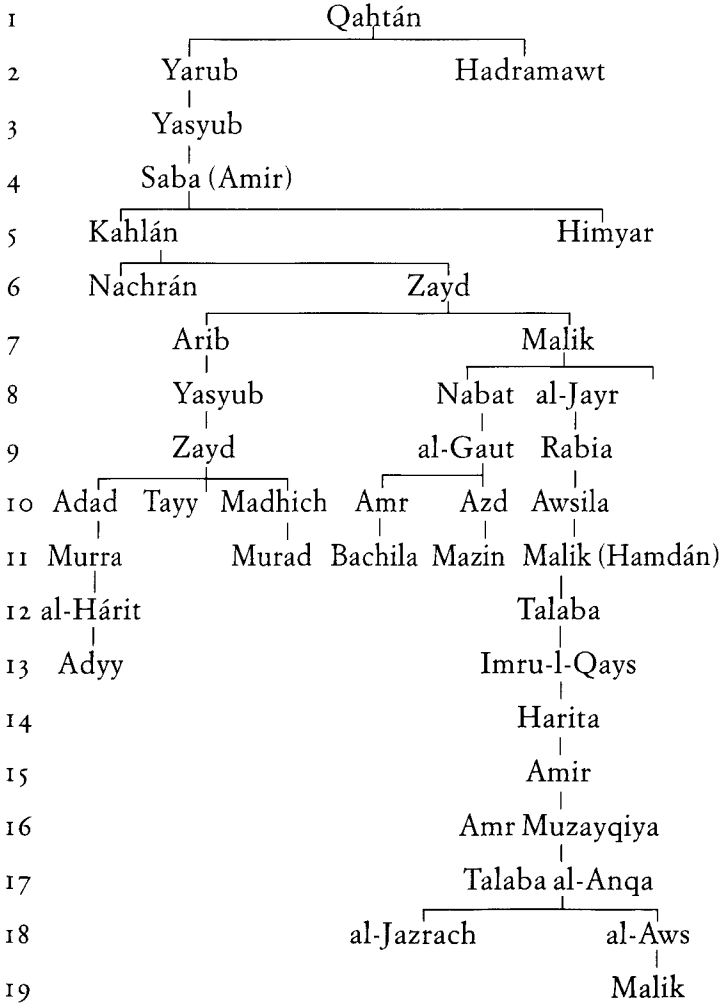 1 Qahtán
2 Yarub Hadramawt
3 Yasyub
4 Saba (Amir)
5 Kahlán Himyar
6 Nachrán Zayd
7 Arib Malik
8 Yasyub Nabat al-Jayr
9 Zayd al-Gaut Rabia
10 Adad Tayy Madhich Amr Azd Awsila
11 Murra Murad Bachila Mazin Malik (Hamdán)
12 al-Hárit Talaba
13 Adyy Imru-l-Qays
14 Harita
15 Amir
16 Amr Muzayqiya
17 Talaba al-Anqa
18 al-Jazrach al-Aws
19 Malik